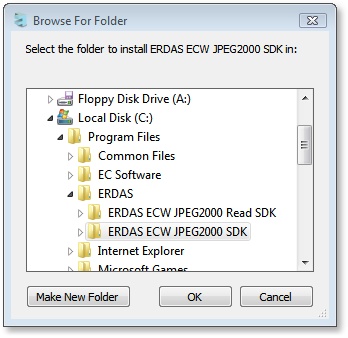 Browse For Folder
Select the folder to install ERDAS ECW JPEG2000 SDK in:
Floppy Disk Drive (A:)
Local Disk (C:)
Program Files
Common Files
EC Software
ERDAS
ERDAS ECW JPEG2000 Read SDK
ERDAS ECW JPEG2000 SDK
Internet Explorer
Microsoft Games
Make New Folder
OK
Cancel